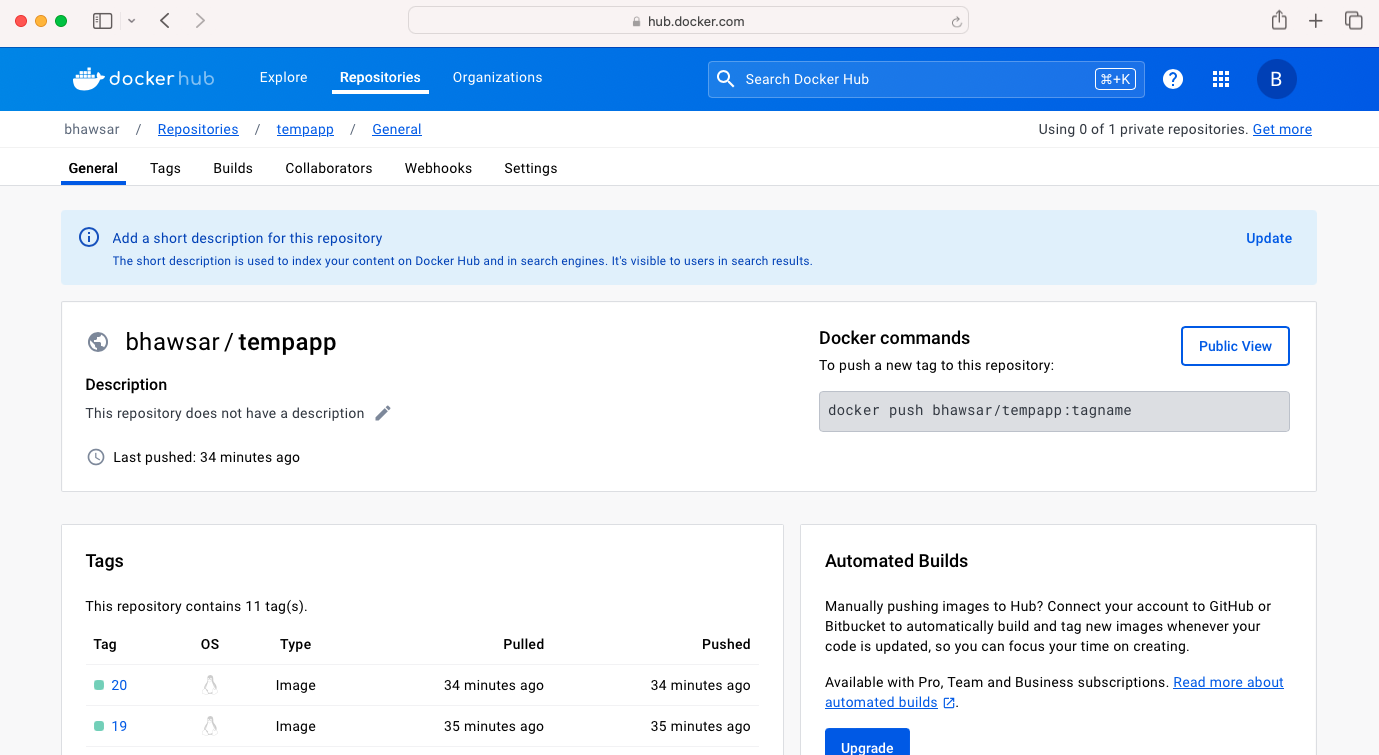 hub.docker.com
docker hub Explore Repositories Organizations Search Docker Hub ⌘+K ? B
bhawsar / Repositories / tempapp / General Using 0 of 1 private repositories. Get more
General Tags Builds Collaborators Webhooks Settings
Add a short description for this repository Update
The short description is used to index your content on Docker Hub and in search engines. It's visible to users in search results.
bhawsar / tempapp
Description
This repository does not have a description
Last pushed: 34 minutes ago
Docker commands
Public View
To push a new tag to this repository:
docker push bhawsar/tempapp:tagname
Tags
This repository contains 11 tag(s).
Tag OS Type Pulled Pushed
20 Image 34 minutes ago 34 minutes ago
19 Image 35 minutes ago 35 minutes ago
Automated Builds
Manually pushing images to Hub? Connect your account to GitHub or
Bitbucket to automatically build and tag new images whenever your
code is updated, so you can focus your time on creating.
Available with Pro, Team and Business subscriptions. Read more about
automated builds.
Upgrade